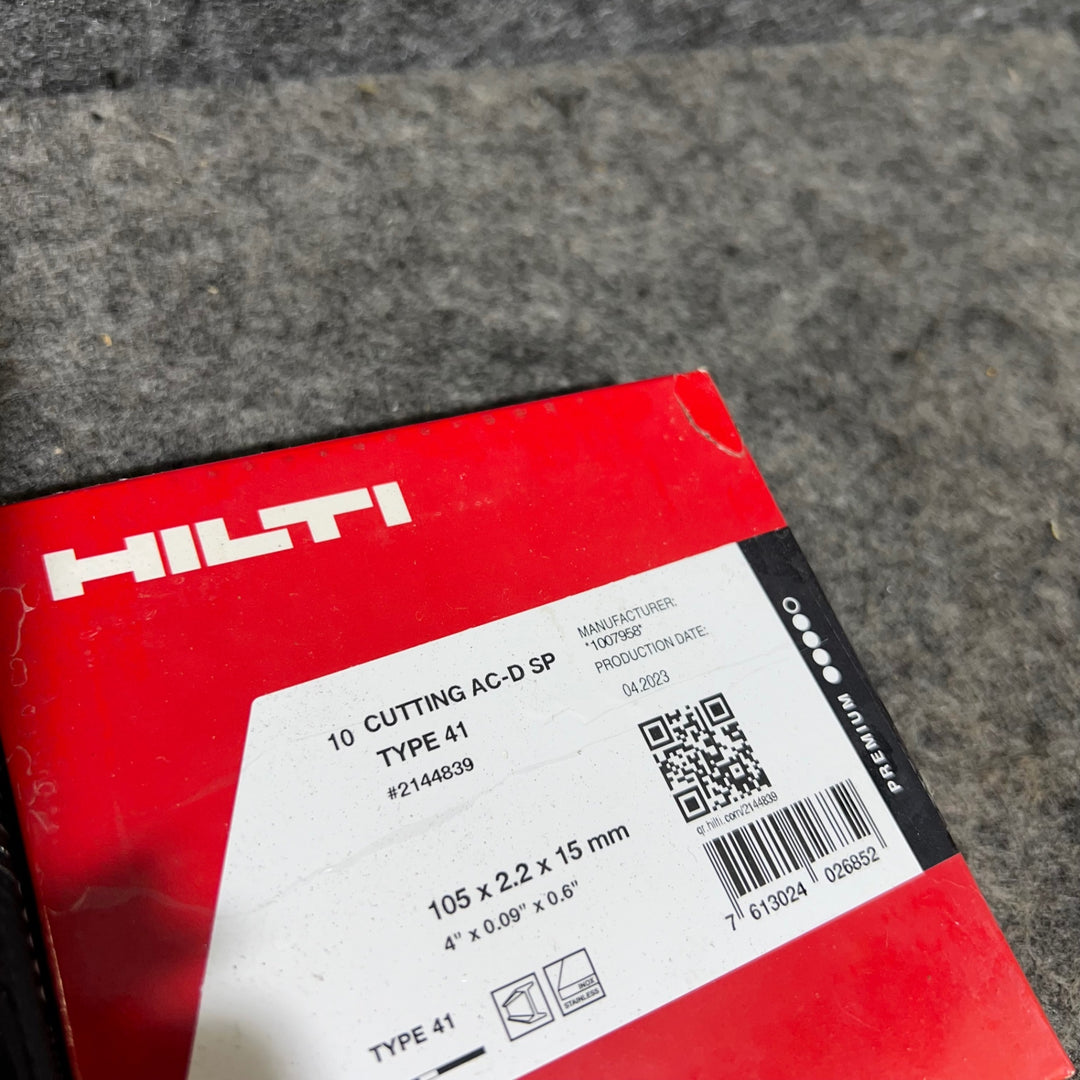 HILTI
MANUFACTURER:
*1007958*
PRODUCTION DATE:
04.2023
10 CUTTING AC-D SP
TYPE 41
#2144839
qr.hilti.com/2144839
PREMIUM
105 x 2.2 x 15 mm
4" x 0.09" x 0.6"
7 613024 026852
INOX
STAINLESS
TYPE 41